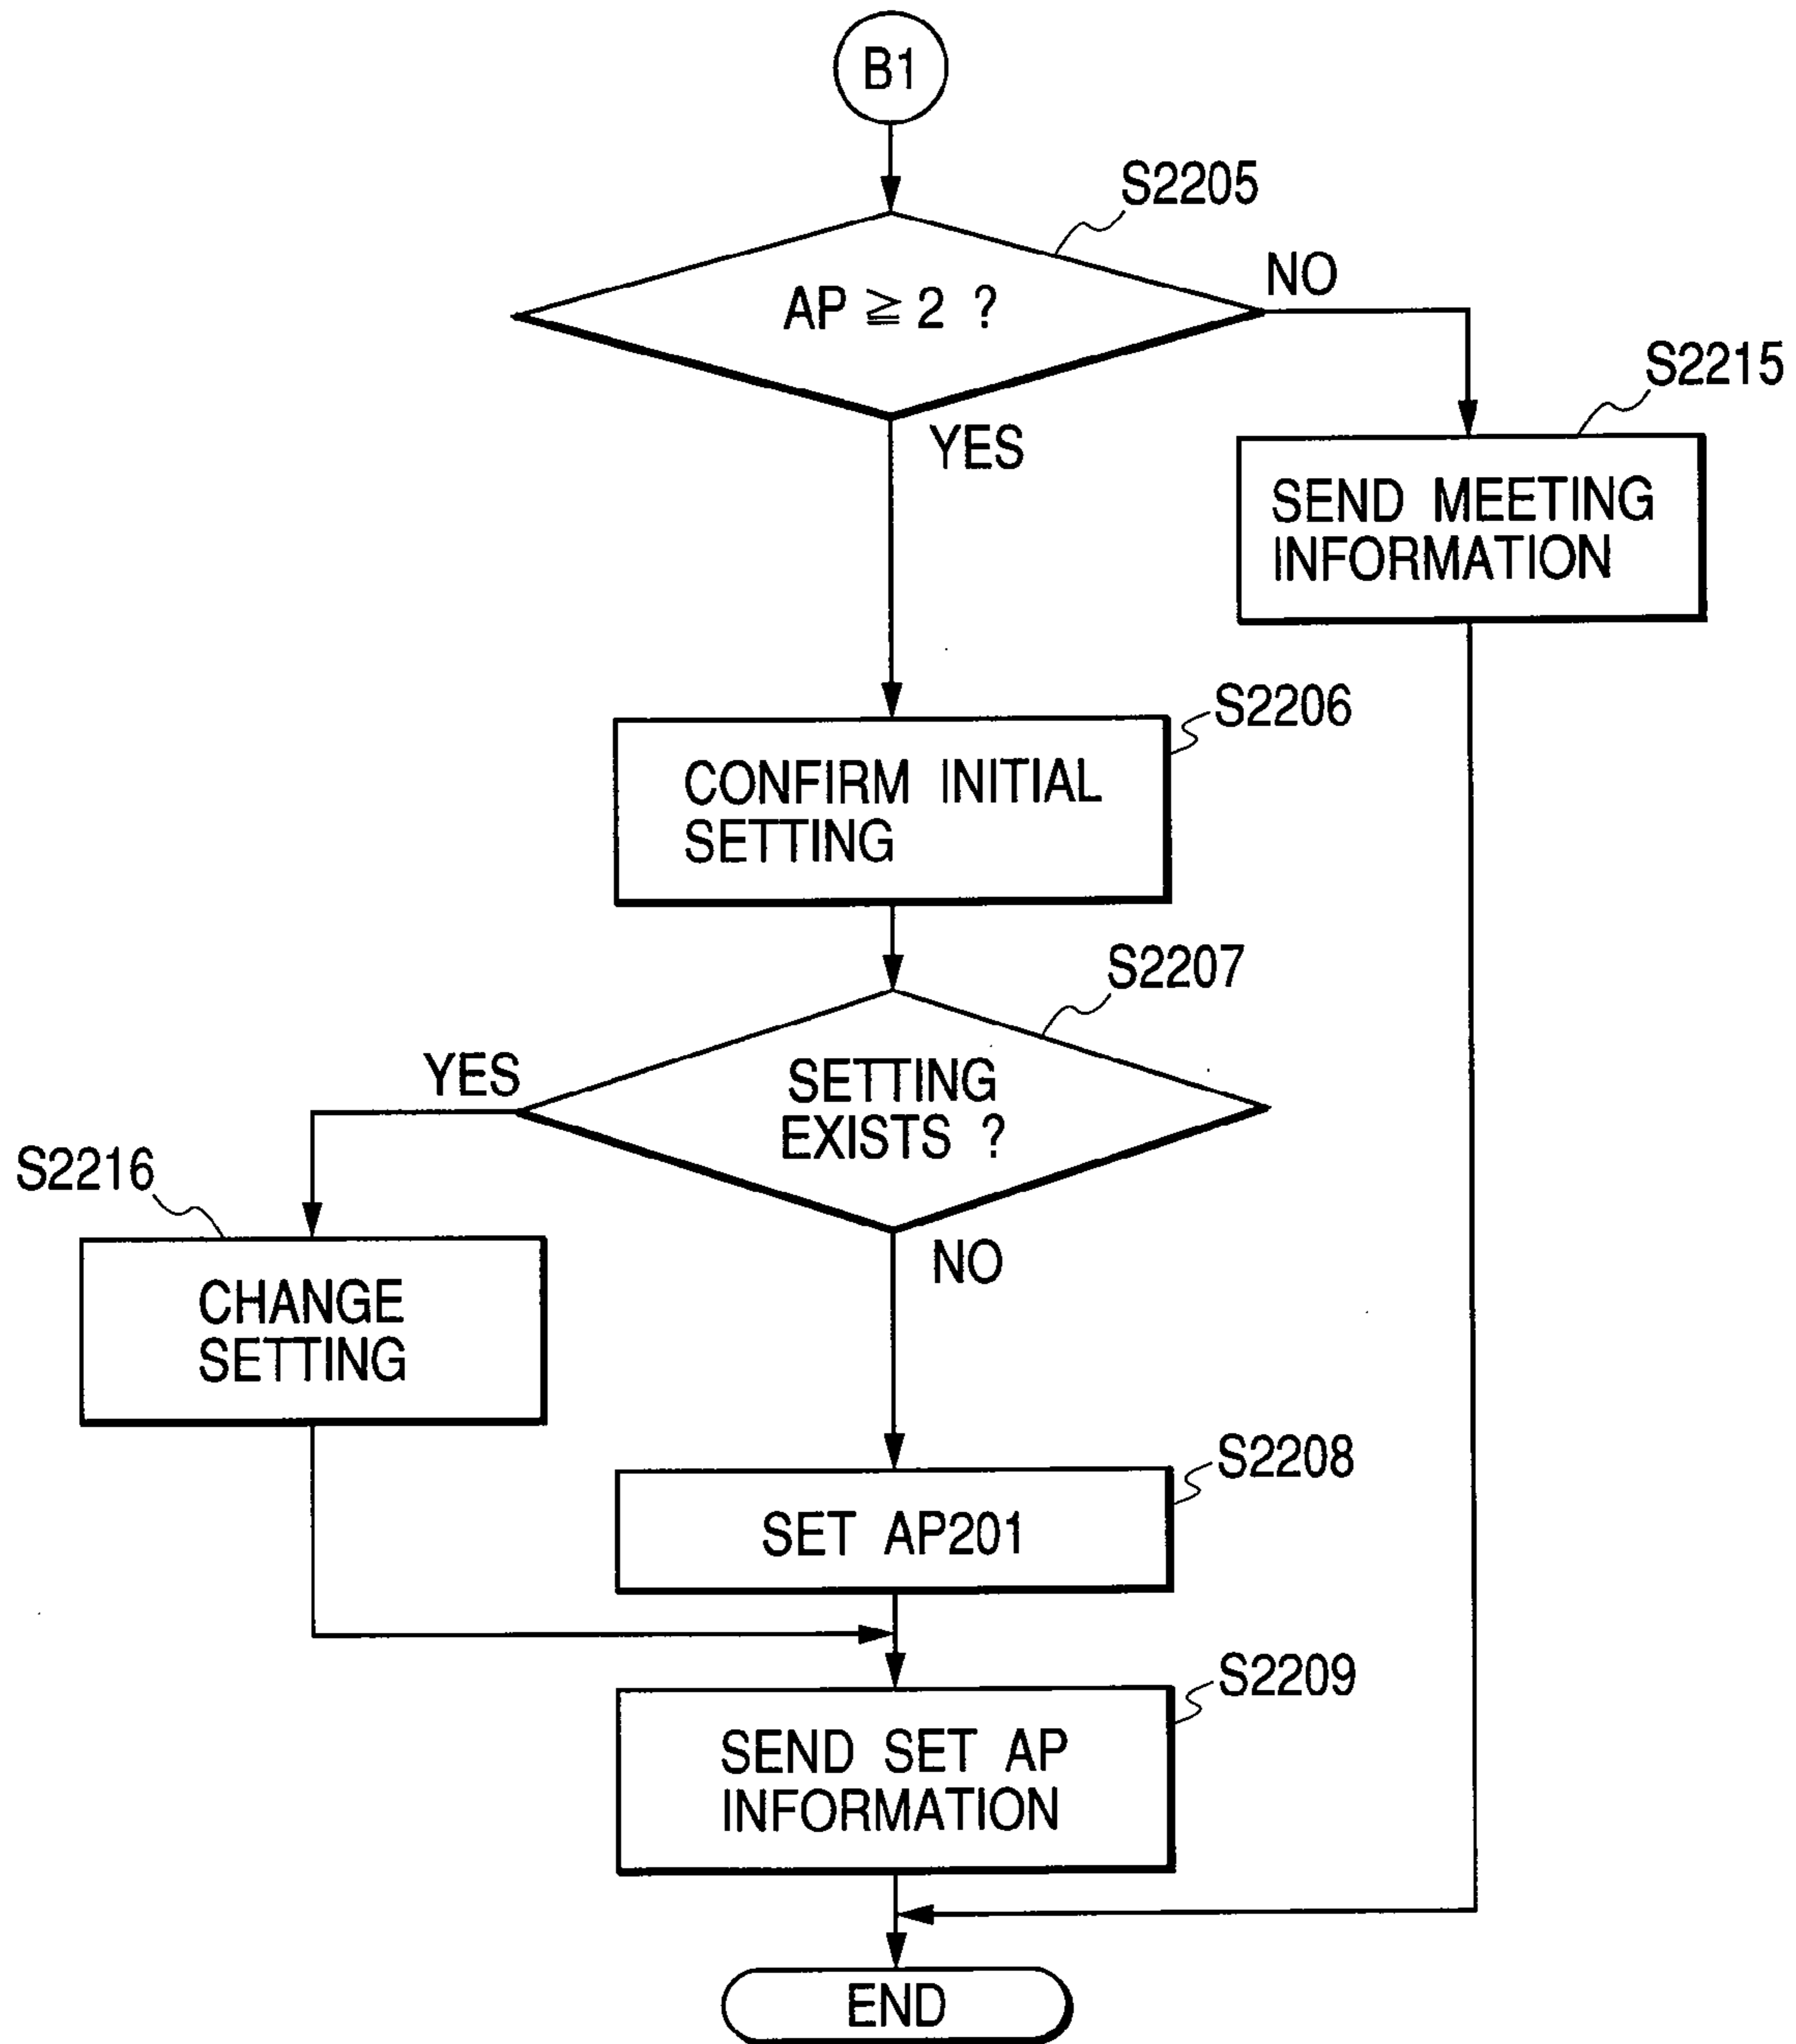 B1
S2205
AP ≧ 2 ?
NO
YES
S2215
SEND MEETING
INFORMATION
S2206
CONFIRM INITIAL
SETTING
S2207
SETTING
EXISTS ?
YES
NO
S2216
CHANGE
SETTING
S2208
SET AP201
S2209
SEND SET AP
INFORMATION
END